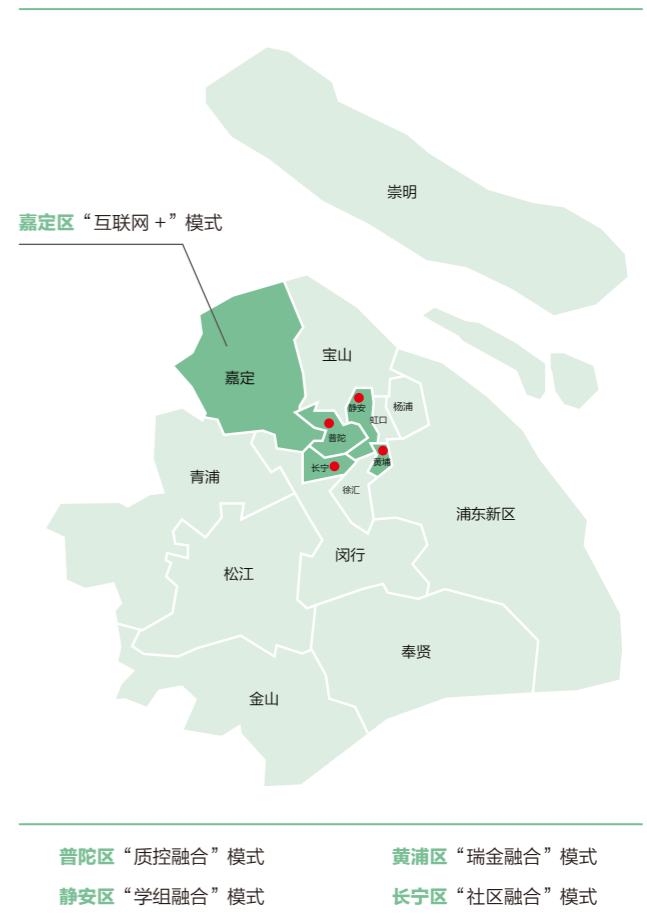 崇明
嘉定区“互联网 +”模式
宝山
嘉定
静安
杨浦
虹口
普陀
黄埔
长宁
青浦
徐汇
浦东新区
闵行
松江
奉贤
金山
普陀区“质控融合”模式
黄浦区“瑞金融合”模式
静安区“学组融合”模式
长宁区“社区融合”模式